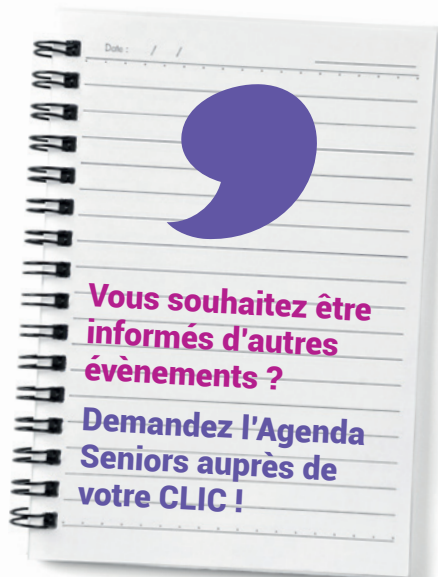 Date : / /
Vous souhaitez être
informés d'autres
évènements ?
Demandez l'Agenda
Seniors auprès de
votre CLIC !